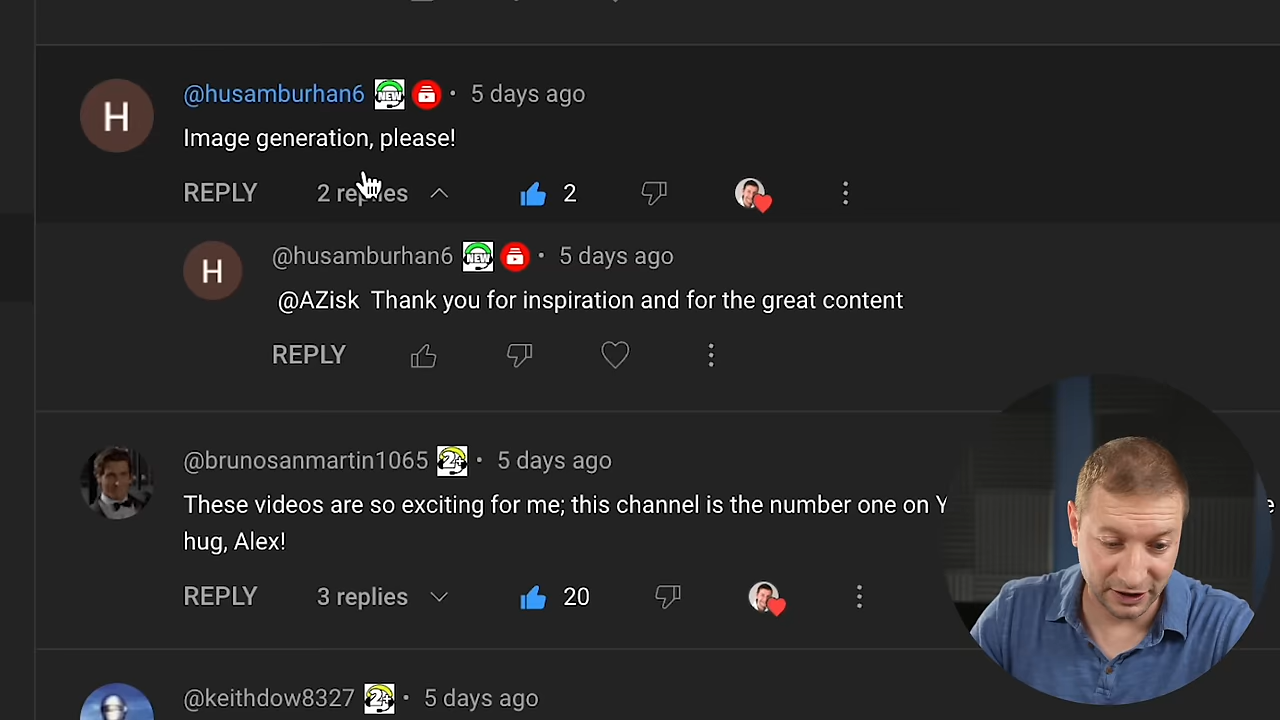 H
@husamburhan6 NEW • 5 days ago
Image generation, please!
REPLY 2 replies 2
H
@husamburhan6 NEW • 5 days ago
@AZisk Thank you for inspiration and for the great content
REPLY
@brunosanmartin1065 2+ • 5 days ago
These videos are so exciting for me; this channel is the number one on
hug, Alex!
REPLY 3 replies 20
@keithdow8327 2+ • 5 days ago